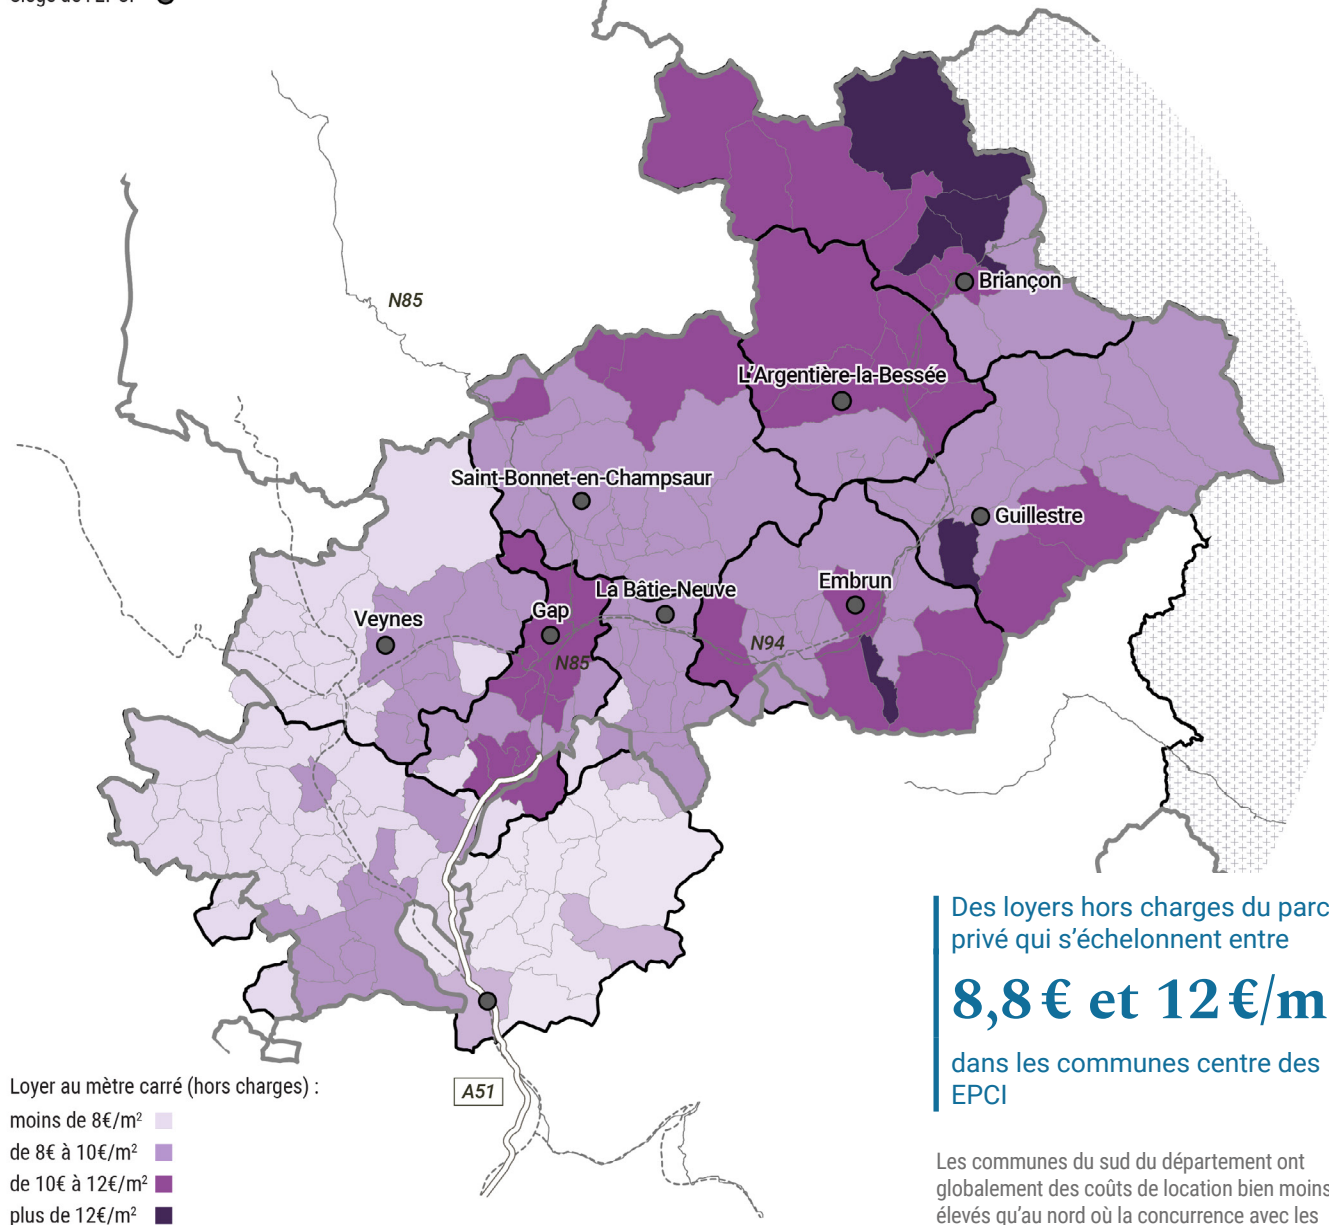 Siège de l'EPCI
N85
Briançon
L'Argentière-la-Bessée
Saint-Bonnet-en-Champsaur
Guillestre
La Bâtie-Neuve
Embrun
Veynes
Gap
N85
N94
A51
Loyer au mètre carré (hors charges) :
moins de 8€/m²
de 8€ à 10€/m²
de 10€ à 12€/m²
plus de 12€/m²
Des loyers hors charges du parc
privé qui s'échelonnent entre
8,8 € et 12 €/m
dans les communes centre des
EPCI
Les communes du sud du département ont
globalement des coûts de location bien moins
élevés qu'au nord où la concurrence avec les